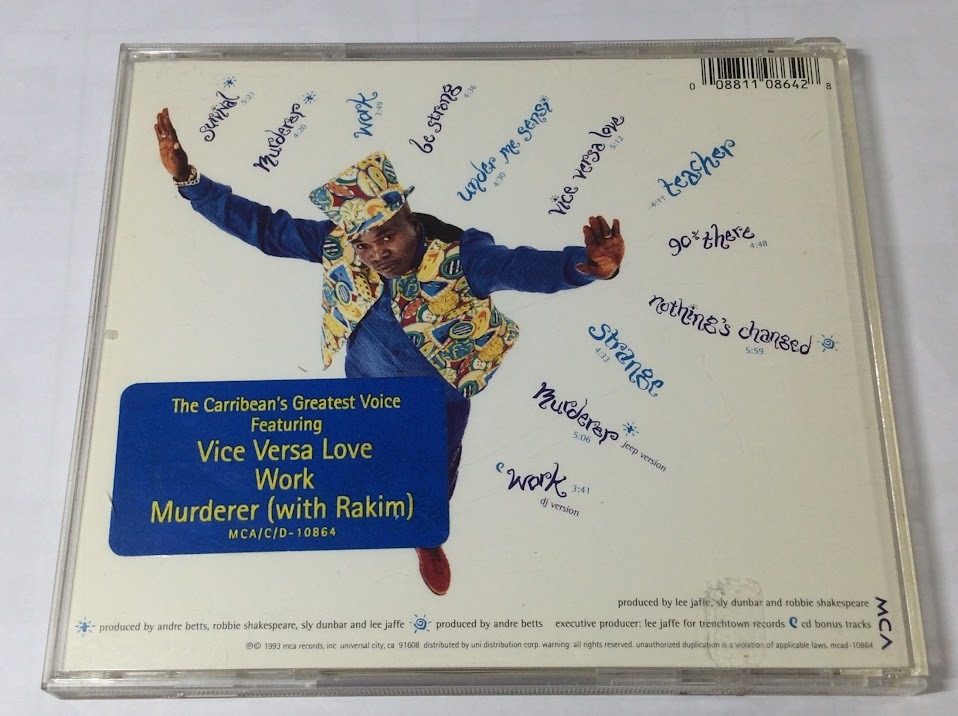 survival 5:21
murderer 4:20
work 3:49
be strong 4:36
under me sensi 4:30
vice versa love 5:12
teasher 4:11
90% there 4:48
nothing's changed 5:59
strange 4:33
murderer 5:06 jeep version
work 3:41 dj version
0 08811 08642 8
The Carribean's Greatest Voice
Featuring
Vice Versa Love
Work
Murderer (with Rakim)
MCA/C/D-10864
produced by lee jaffe, sly dunbar and robbie shakespeare
MCA
produced by andre betts, robbie shakespeare, sly dunbar and lee jaffe produced by andre betts executive producer: lee jaffe for trenchtown records cd bonus tracks
℗© 1993 mca records, inc. universal city, ca 91608 distributed by uni distribution corp. warning: all rights reserved. unauthorized duplication is a violation of applicable laws. mcad-10864